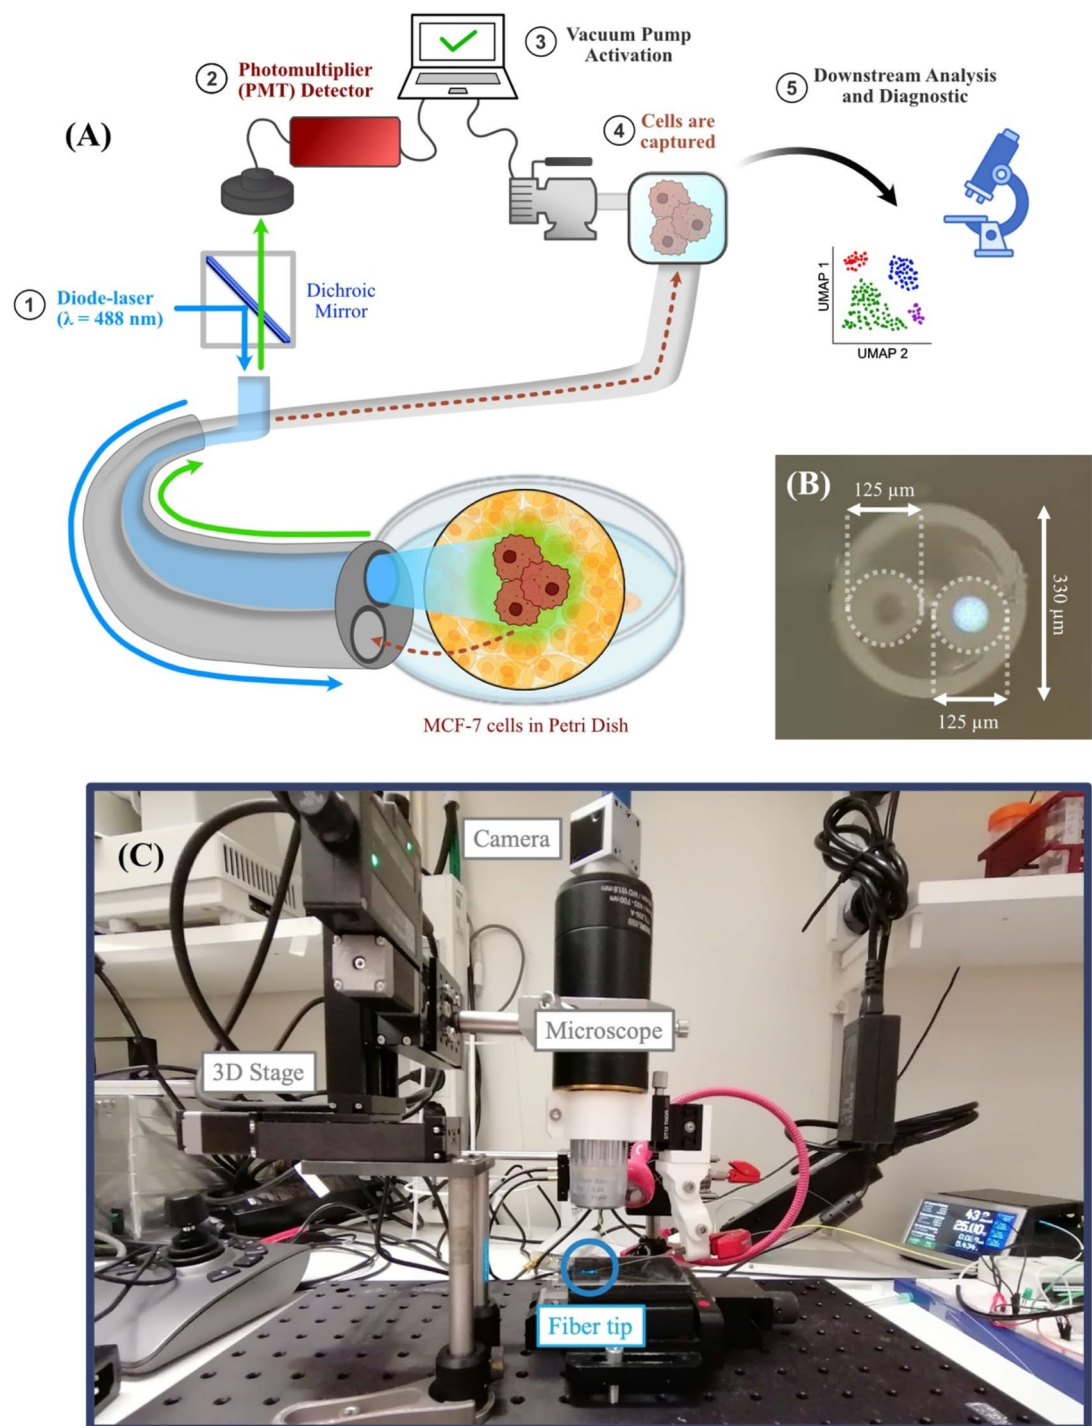 (A)
1
Diode-laser
(λ = 488 nm)
2
Photomultiplier
(PMT) Detector
3
Vacuum Pump
Activation
4
Cells are
captured
5
Downstream Analysis
and Diagnostic
Dichroic
Mirror
UMAP 1
UMAP 2
MCF-7 cells in Petri Dish
(B)
125 µm
330 µm
125 µm
(C)
Camera
Microscope
3D Stage
Fiber tip
25.00